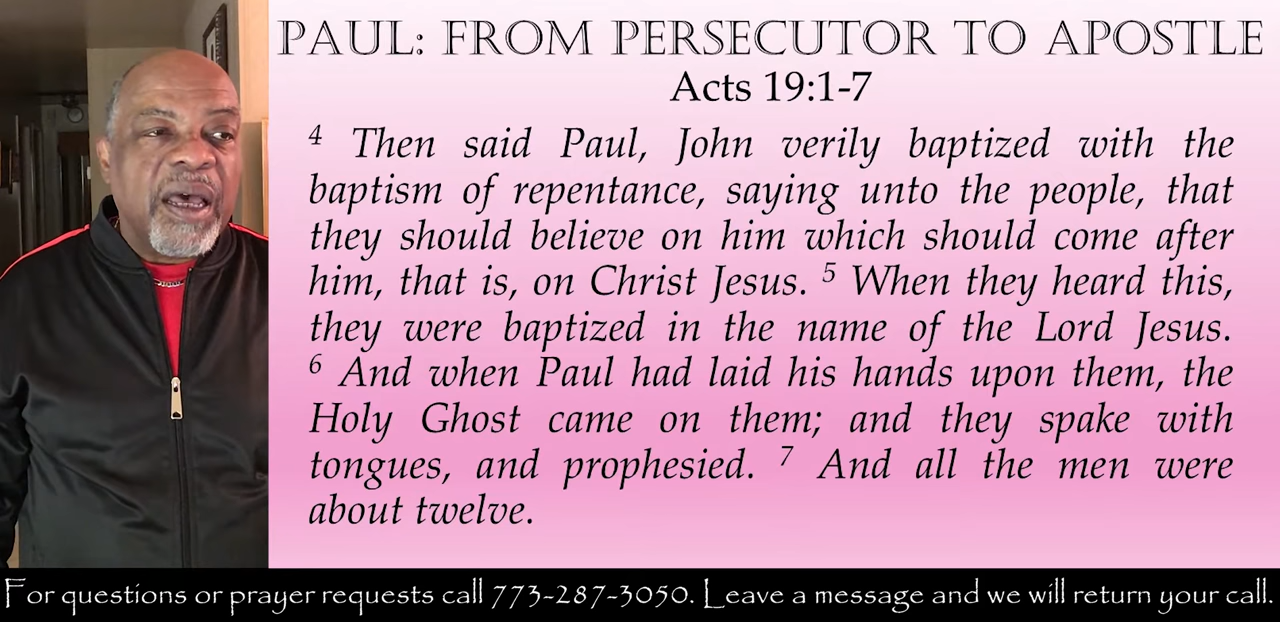 PAUL: FROM PERSECUTOR TO APOSTLE
Acts 19:1-7
4 Then said Paul, John verily baptized with the
baptism of repentance, saying unto the people, that
they should believe on him which should come after
him, that is, on Christ Jesus. 5 When they heard this,
they were baptized in the name of the Lord Jesus.
6 And when Paul had laid his hands upon them, the
Holy Ghost came on them; and they spake with
tongues, and prophesied. 7 And all the men were
about twelve.
For questions or prayer requests call 773-287-3050. Leave a message and we will return your call.